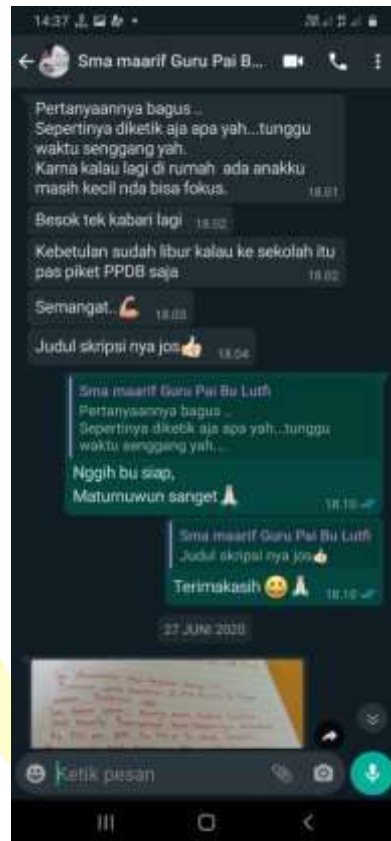 14:37
Sma maarif Guru Pai B...
Pertanyaannya bagus ..
Sepertinya diketik aja apa yah...tunggu
waktu senggang yah.
Karna kalau lagi di rumah ada anakku
masih kecil nda bisa fokus.
18.01
Besok tek kabari lagi
18.02
Kebetulan sudah libur kalau ke sekolah itu
pas piket PPDB saja
18.02
Semangat..
18.03
Judul skripsi nya jos
18.04
Sma maarif Guru Pai Bu Lutfi
Pertanyaannya bagus ..
Sepertinya diketik aja apa yah...tunggu
waktu senggang yah....
Nggih bu siap,
Maturnuwun sanget
18.10
Sma maarif Guru Pai Bu Lutfi
Judul skripsi nya jos
Terimakasih
18.10
27 JUNI 2020
Ketik pesan